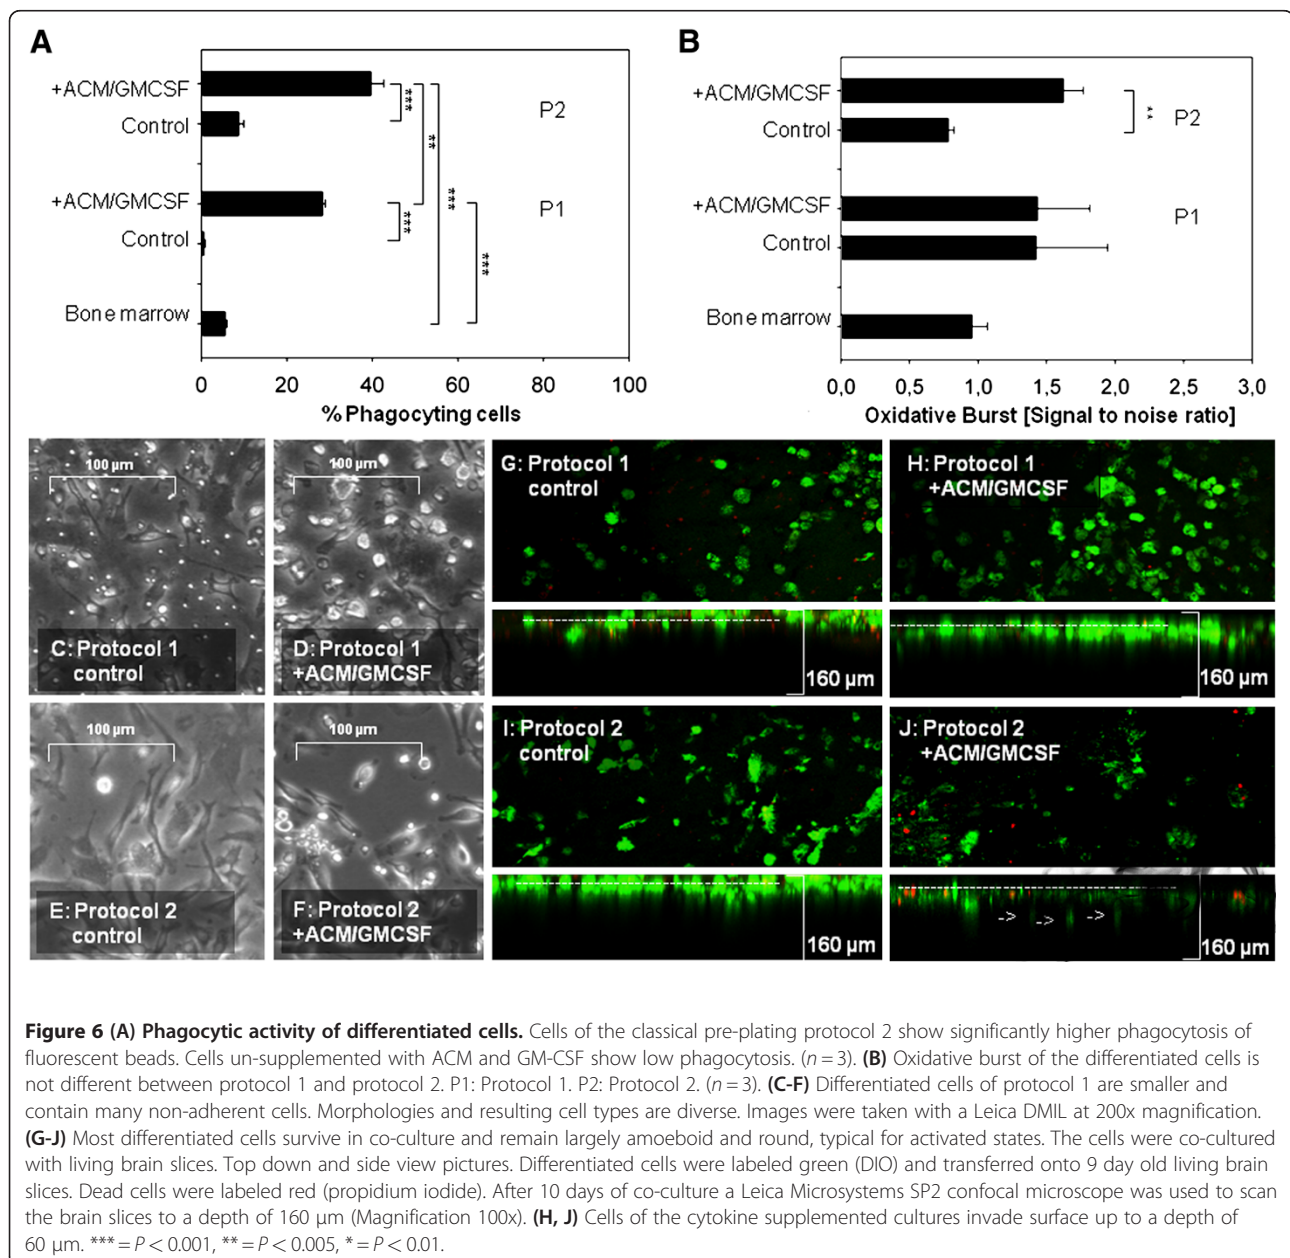 A
+ACM/GMCSF
Control
P2
+ACM/GMCSF
Control
P1
Bone marrow
***
**
***
***
***
0 20 40 60 80 100
% Phagocyting cells
B
+ACM/GMCSF
Control
P2
**
+ACM/GMCSF
Control
P1
Bone marrow
0,0 0,5 1,0 1,5 2,0 2,5 3,0
Oxidative Burst [Signal to noise ratio]
100 µm
C: Protocol 1
control
100 µm
D: Protocol 1
+ACM/GMCSF
100 µm
E: Protocol 2
control
100 µm
F: Protocol 2
+ACM/GMCSF
G: Protocol 1
control
160 µm
H: Protocol 1
+ACM/GMCSF
160 µm
I: Protocol 2
control
160 µm
J: Protocol 2
+ACM/GMCSF
-> -> ->
160 µm
Figure 6 (A) Phagocytic activity of differentiated cells. Cells of the classical pre-plating protocol 2 show significantly higher phagocytosis of
fluorescent beads. Cells un-supplemented with ACM and GM-CSF show low phagocytosis. (n = 3). (B) Oxidative burst of the differentiated cells is
not different between protocol 1 and protocol 2. P1: Protocol 1. P2: Protocol 2. (n = 3). (C-F) Differentiated cells of protocol 1 are smaller and
contain many non-adherent cells. Morphologies and resulting cell types are diverse. Images were taken with a Leica DMIL at 200x magnification.
(G-J) Most differentiated cells survive in co-culture and remain largely amoeboid and round, typical for activated states. The cells were co-cultured
with living brain slices. Top down and side view pictures. Differentiated cells were labeled green (DIO) and transferred onto 9 day old living brain
slices. Dead cells were labeled red (propidium iodide). After 10 days of co-culture a Leica Microsystems SP2 confocal microscope was used to scan
the brain slices to a depth of 160 µm (Magnification 100x). (H, J) Cells of the cytokine supplemented cultures invade surface up to a depth of
60 µm. *** = P < 0.001, ** = P < 0.005, * = P < 0.01.